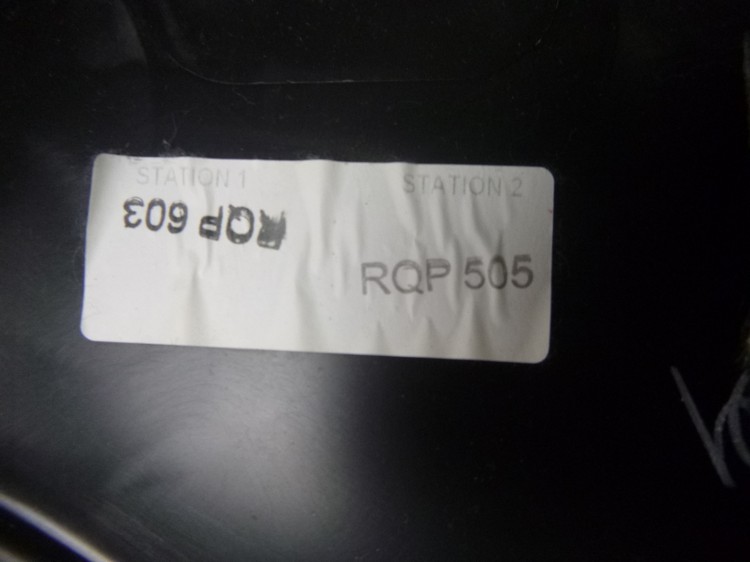 STATION 1
STATION 2
RQP 603
RQP 505